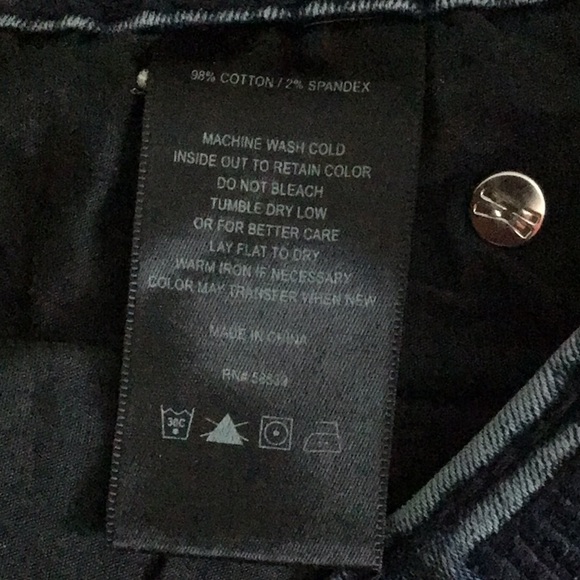 98% COTTON / 2% SPANDEX
MACHINE WASH COLD
INSIDE OUT TO RETAIN COLOR
DO NOT BLEACH
TUMBLE DRY LOW
OR FOR BETTER CARE
LAY FLAT TO DRY
WARM IRON IF NECESSARY
COLOR MAY TRANSFER WHEN NEW
MADE IN CHINA
RN#
30C